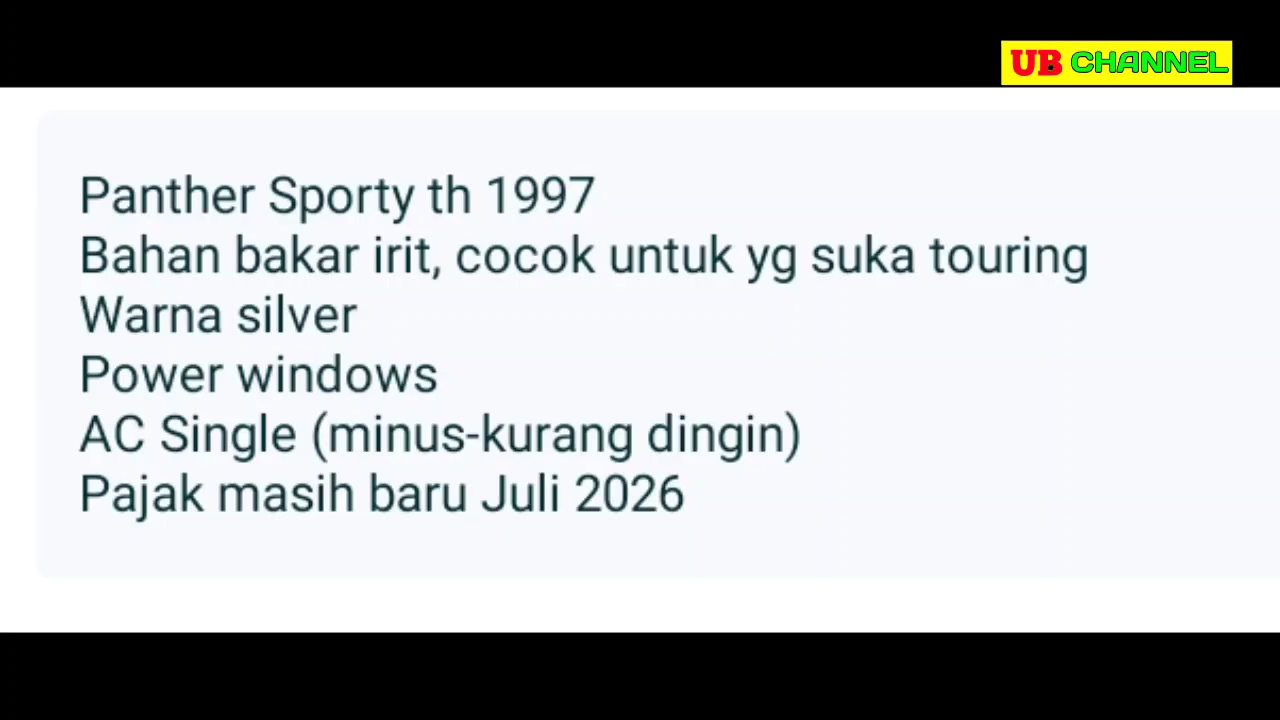 UB CHANNEL
Panther Sporty th 1997
Bahan bakar irit, cocok untuk yg suka touring
Warna silver
Power windows
AC Single (minus-kurang dingin)
Pajak masih baru Juli 2026